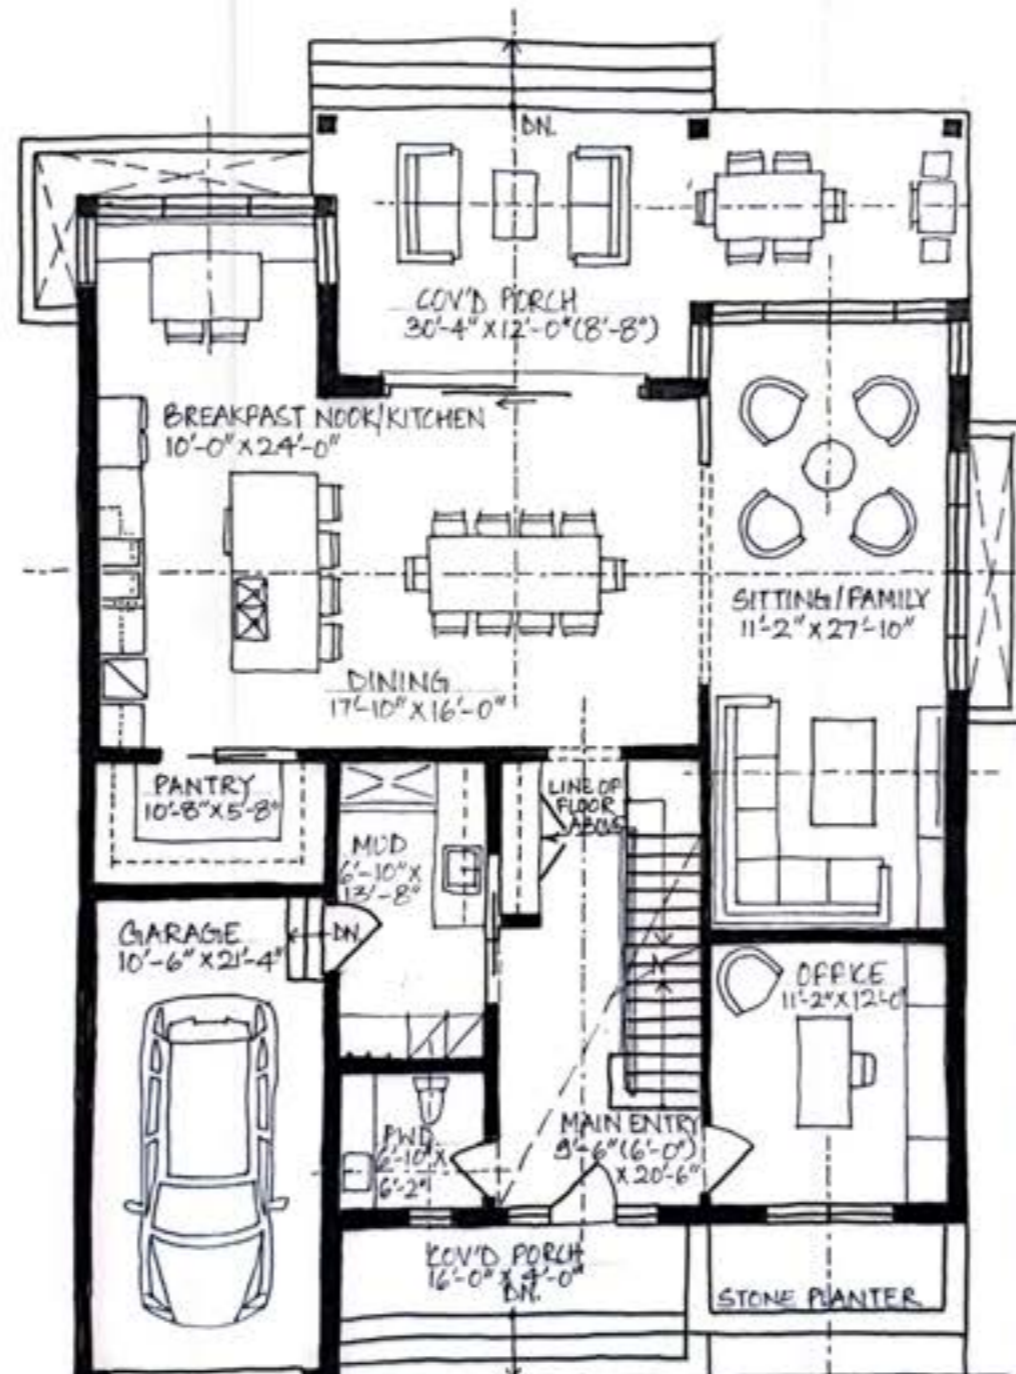 DN.
COV'D PORCH
30'-4" X 12'-0" (8'-8")
BREAKFAST NOOK/KITCHEN
10'-0" X 24'-0"
SITTING/FAMILY
11'-2" X 27'-10"
DINING
17'-10" X 16'-0"
PANTRY
10'-8" X 5'-8"
LINE OF
FLOOR
ABOVE
MUD
6'-10" X
13'-8"
GARAGE
10'-6" X 21'-4"
DN
OFFICE
11'-2" X 12'-0"
MAIN ENTRY
9'-6" (6'-0")
X 20'-6"
PWD.
6'-10" X
6'-2"
COV'D PORCH
16'-0" X 4'-0"
DN.
STONE PLANTER